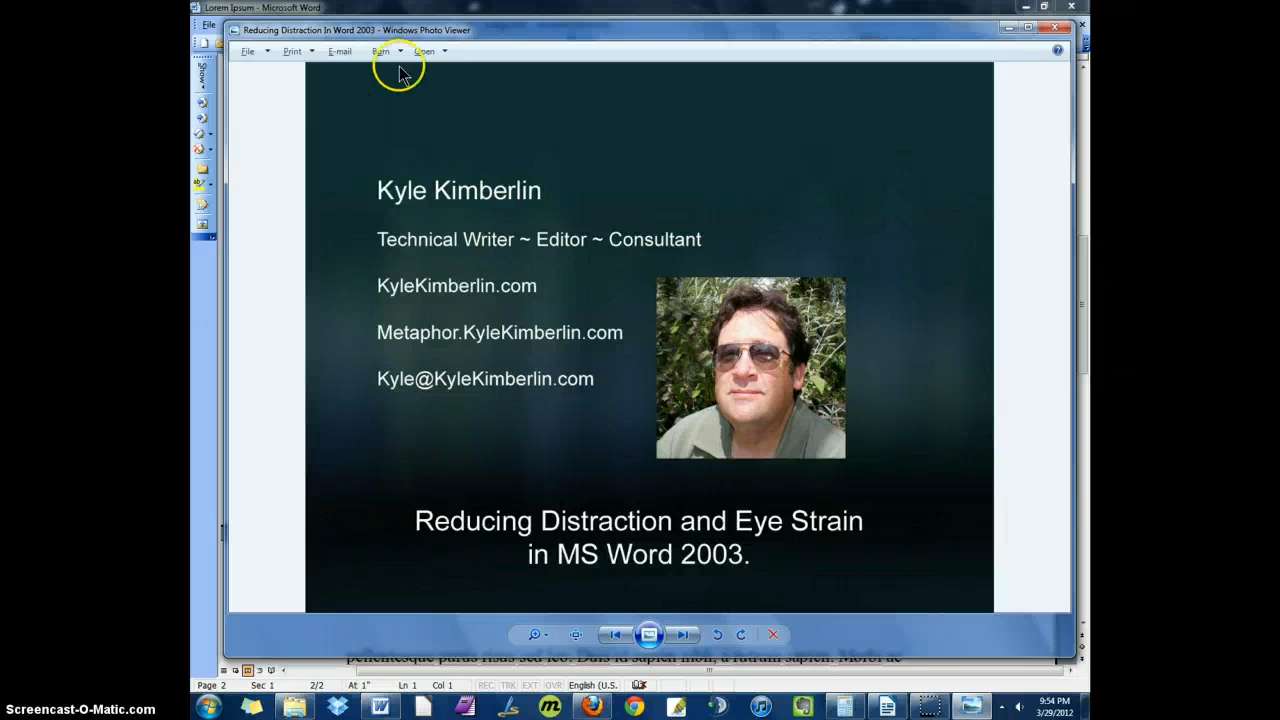 Lorem Ipsum - Microsoft Word
File
Reducing Distraction In Word 2003 - Windows Photo Viewer
File Print E-mail Burn Open
Show
Kyle Kimberlin
Technical Writer ~ Editor ~ Consultant
KyleKimberlin.com
Metaphor.KyleKimberlin.com
Kyle@KyleKimberlin.com
Reducing Distraction and Eye Strain
in MS Word 2003.
Page 2 Sec 1 2/2 At 1" Ln 1 Col 1 REC TRK EXT OVR English (U.S.
9:54 PM
3/29/2012
Screencast-O-Matic.com